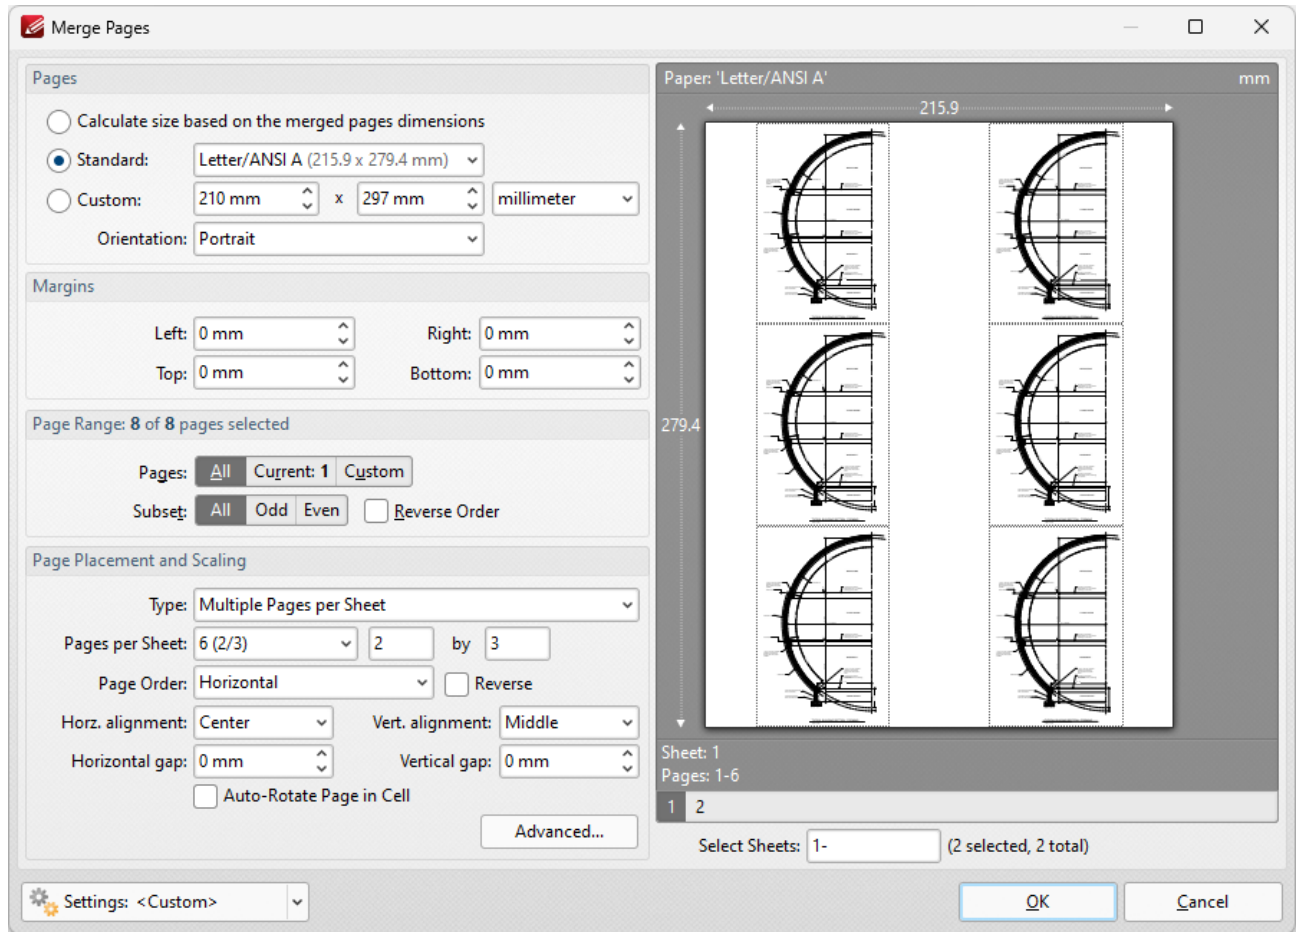 Merge Pages
Pages
Calculate size based on the merged pages dimensions
Standard: Letter/ANSI A (215.9 x 279.4 mm)
Custom: 210 mm x 297 mm millimeter
Orientation: Portrait
Margins
Left: 0 mm Right: 0 mm
Top: 0 mm Bottom: 0 mm
Page Range: 8 of 8 pages selected
Pages: All Current: 1 Custom
Subset: All Odd Even Reverse Order
Page Placement and Scaling
Type: Multiple Pages per Sheet
Pages per Sheet: 6 (2/3) 2 by 3
Page Order: Horizontal Reverse
Horz. alignment: Center Vert. alignment: Middle
Horizontal gap: 0 mm Vertical gap: 0 mm
Auto-Rotate Page in Cell
Advanced...
Paper: 'Letter/ANSI A' mm
215.9
279.4
Sheet: 1
Pages: 1-6
1 2
Select Sheets: 1- (2 selected, 2 total)
Settings: <Custom> OK Cancel